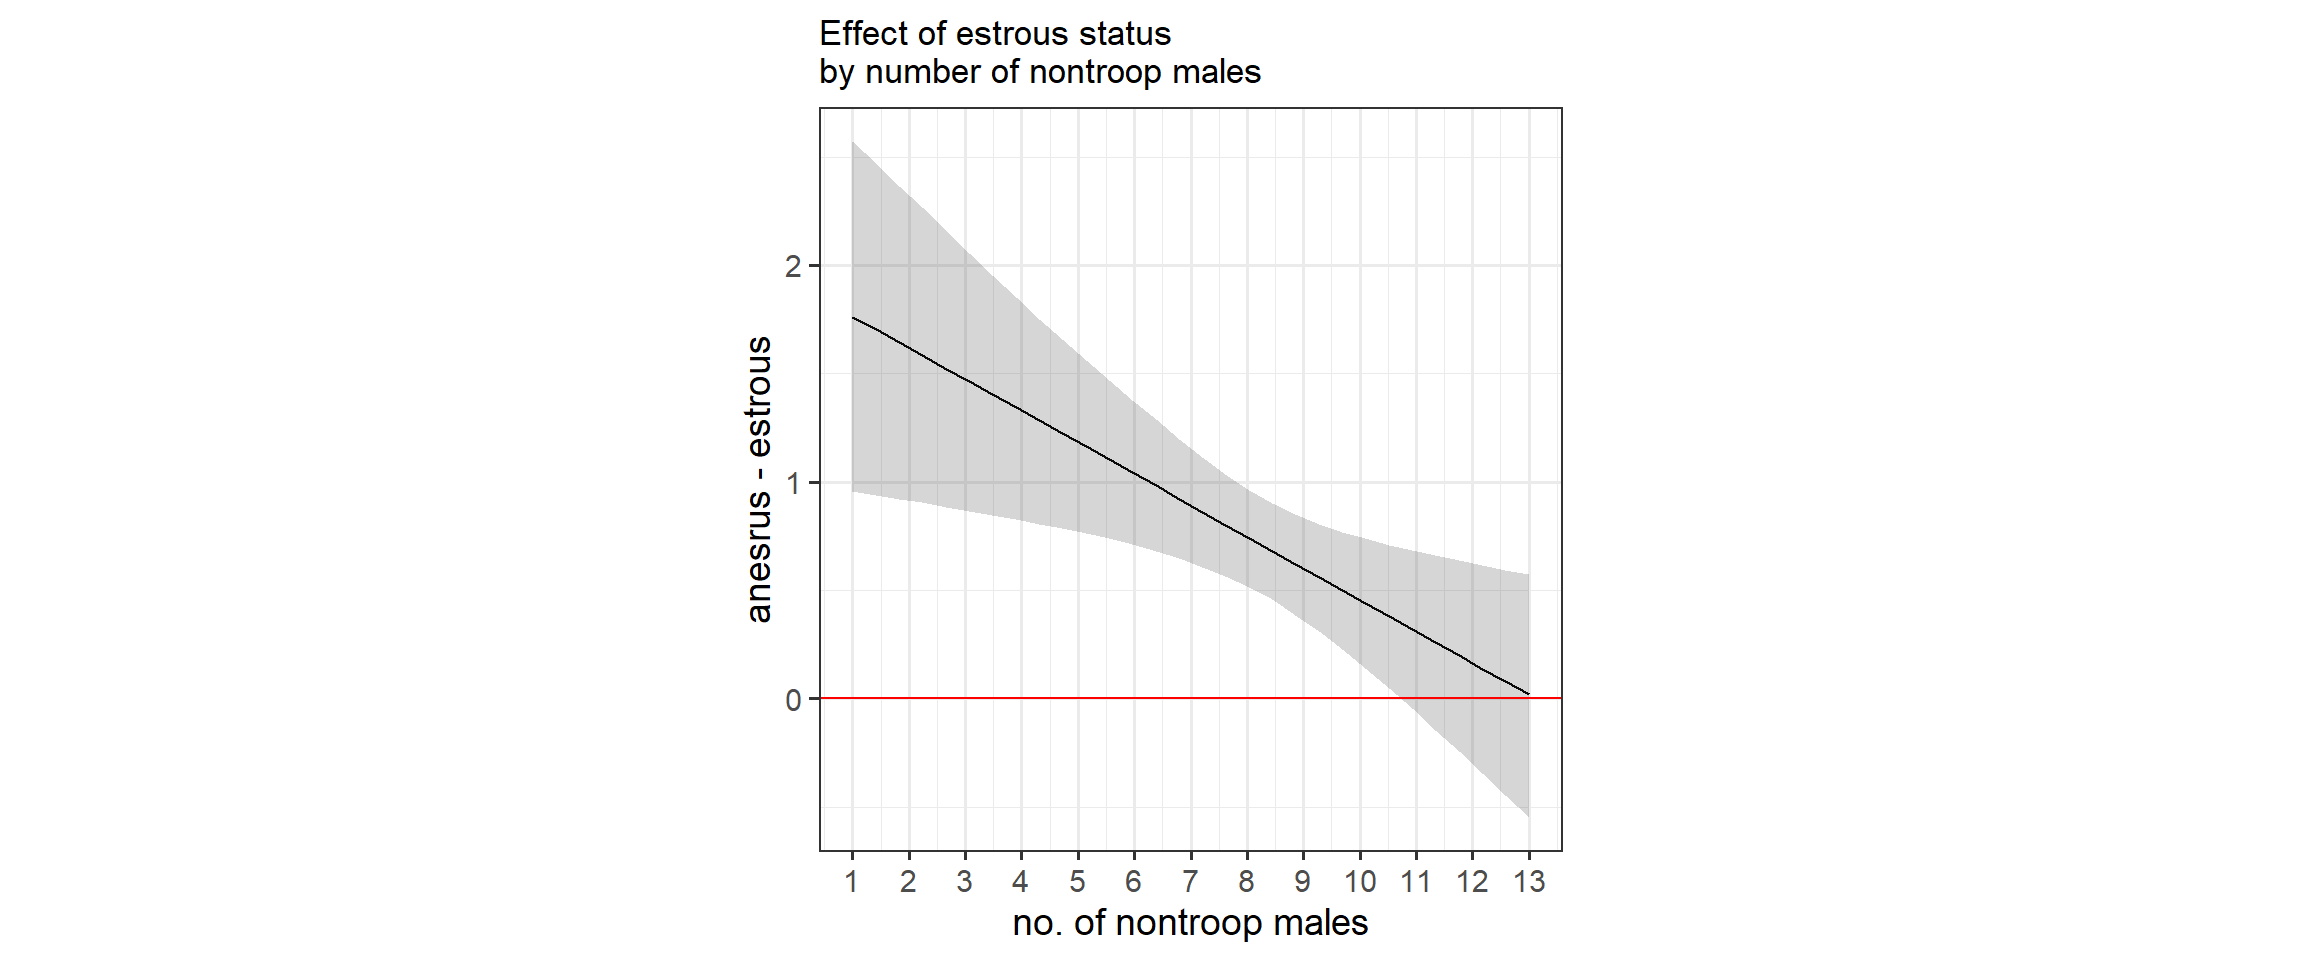 Effect of estrous status
by number of nontroop males
anesrus - estrous
2
1
0
1 2 3 4 5 6 7 8 9 10 11 12 13
no. of nontroop males